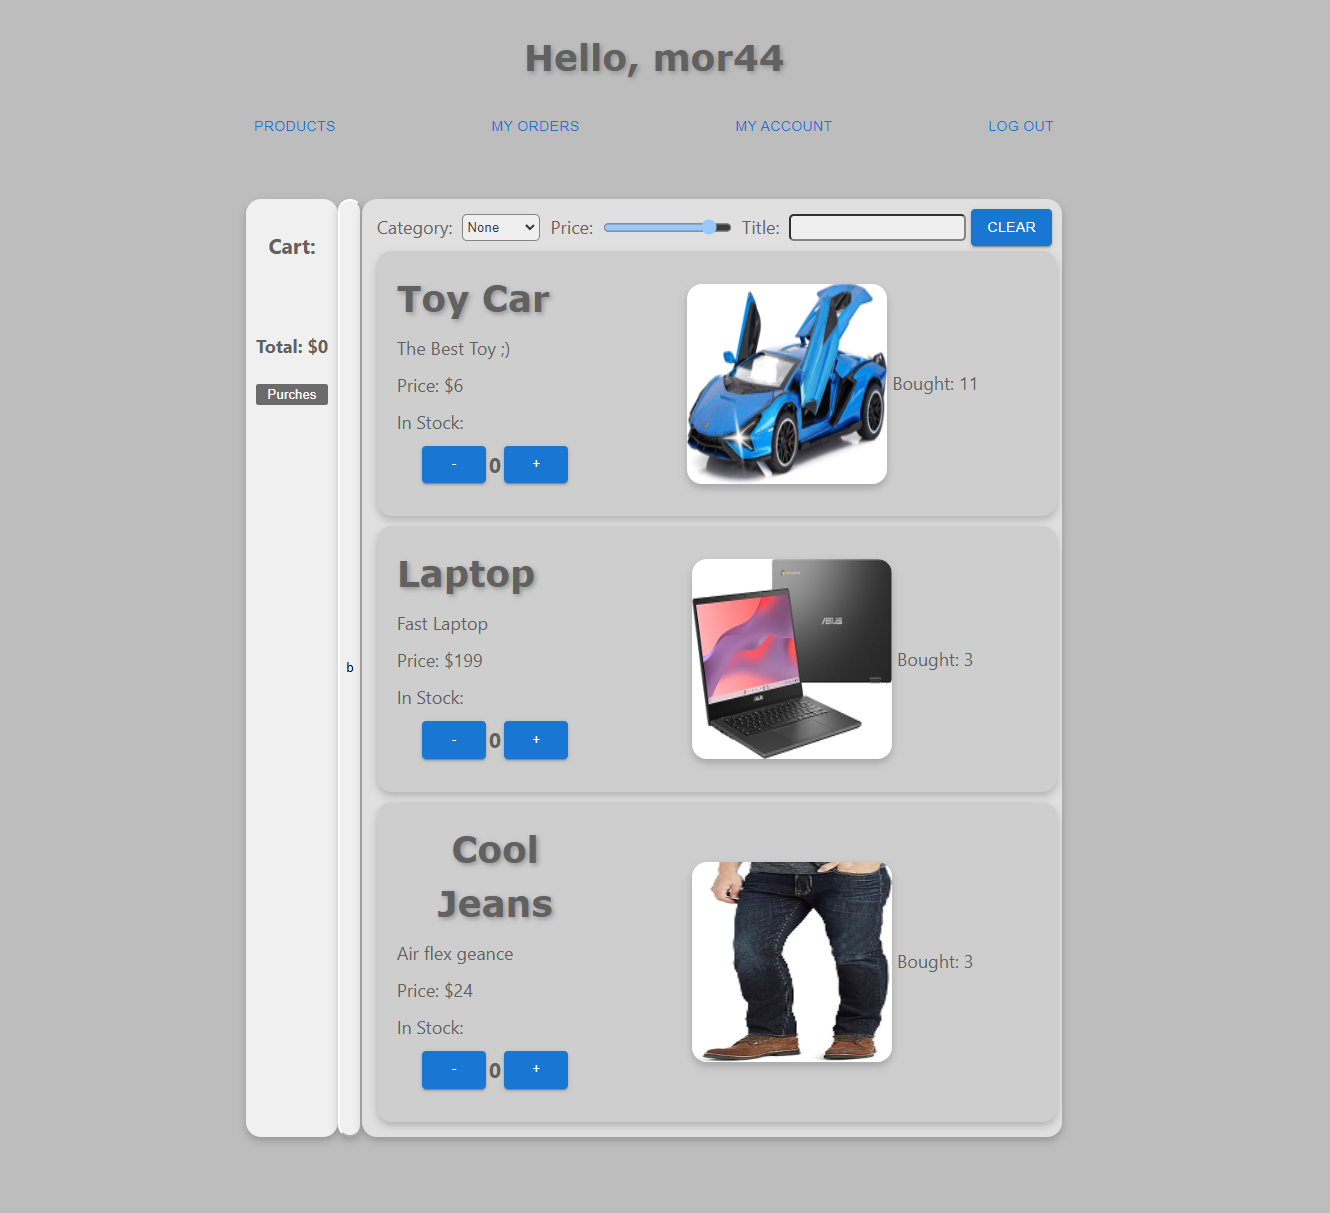 Hello, mor44
PRODUCTS MY ORDERS MY ACCOUNT LOG OUT
Cart:
Total: $0
Purches
b
Category: None Price: Title: CLEAR
Toy Car
The Best Toy ;)
Price: $6
In Stock:
- 0 +
Bought: 11
Laptop
Fast Laptop
Price: $199
In Stock:
- 0 +
ASUS
ASUS
Bought: 3
Cool
Jeans
Air flex geance
Price: $24
In Stock:
- 0 +
Bought: 3